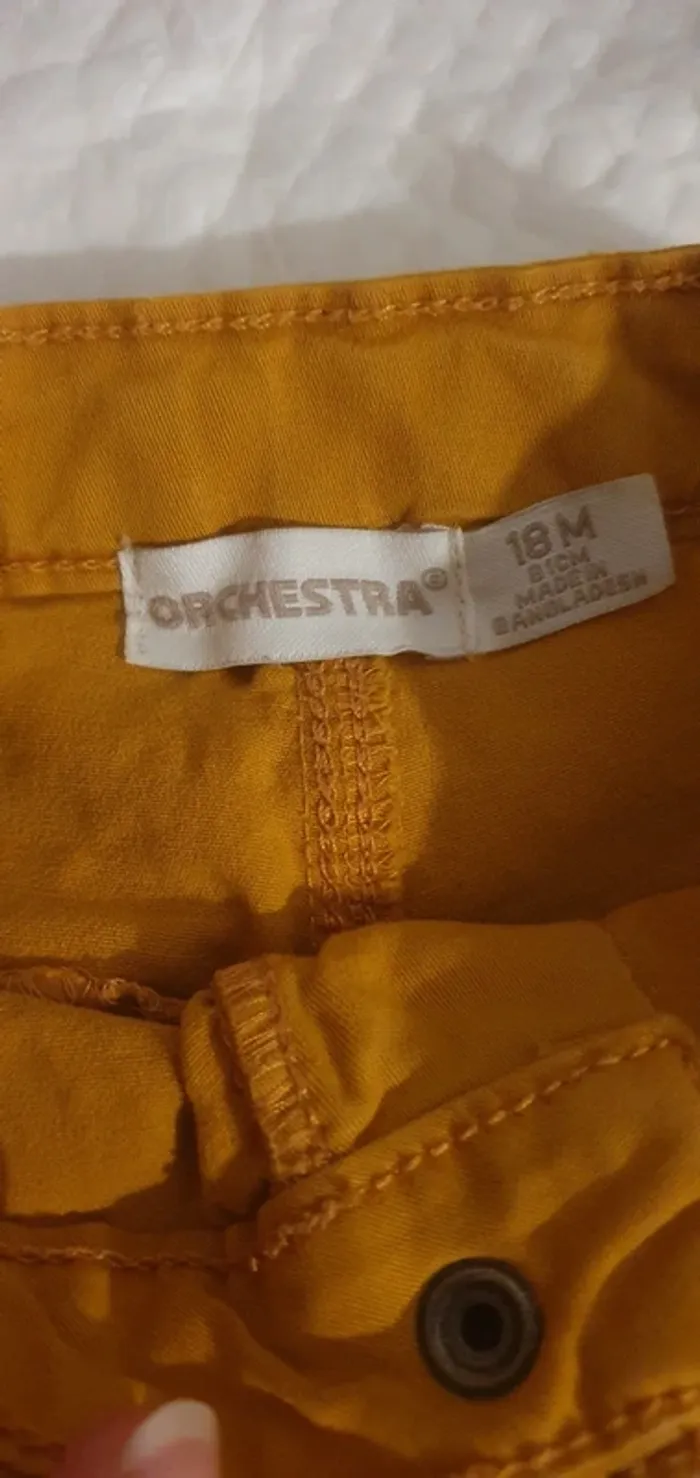 ORCHESTRA®
18 M
81CM
MADE IN
BANGLADESH